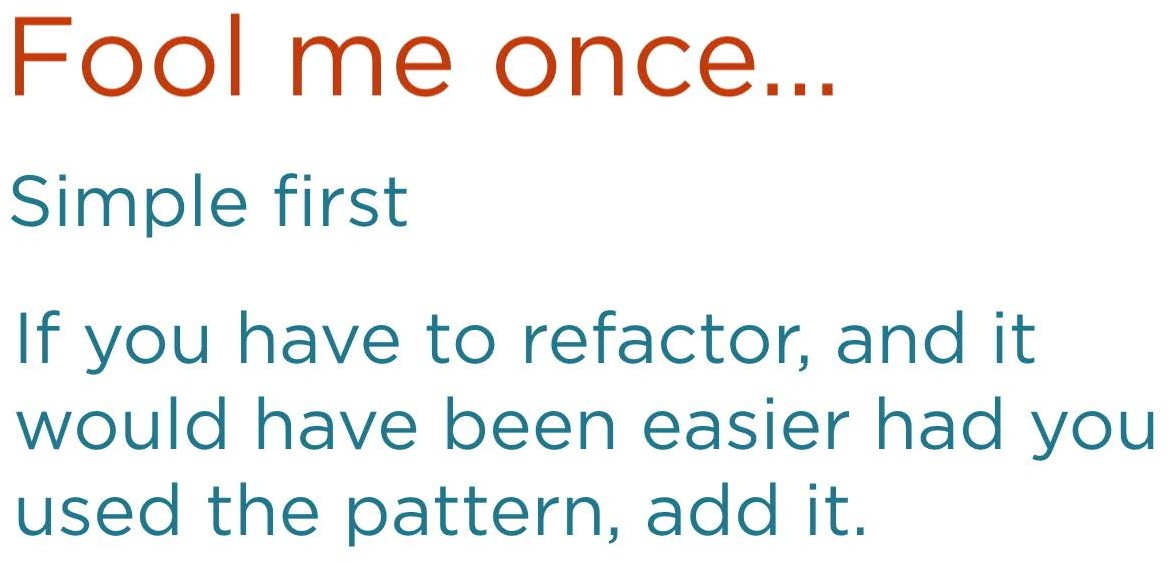 Fool me once...
Simple first
If you have to refactor, and it
would have been easier had you
used the pattern, add it.